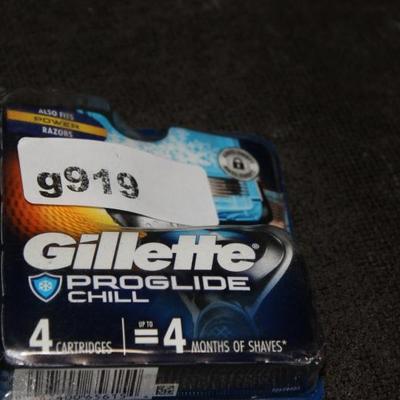 ALSO FITS
POWER
RAZORS
g919
Gillette
PROGLIDE
CHILL
4 CARTRIDGES UP TO =4 MONTHS OF SHAVES*